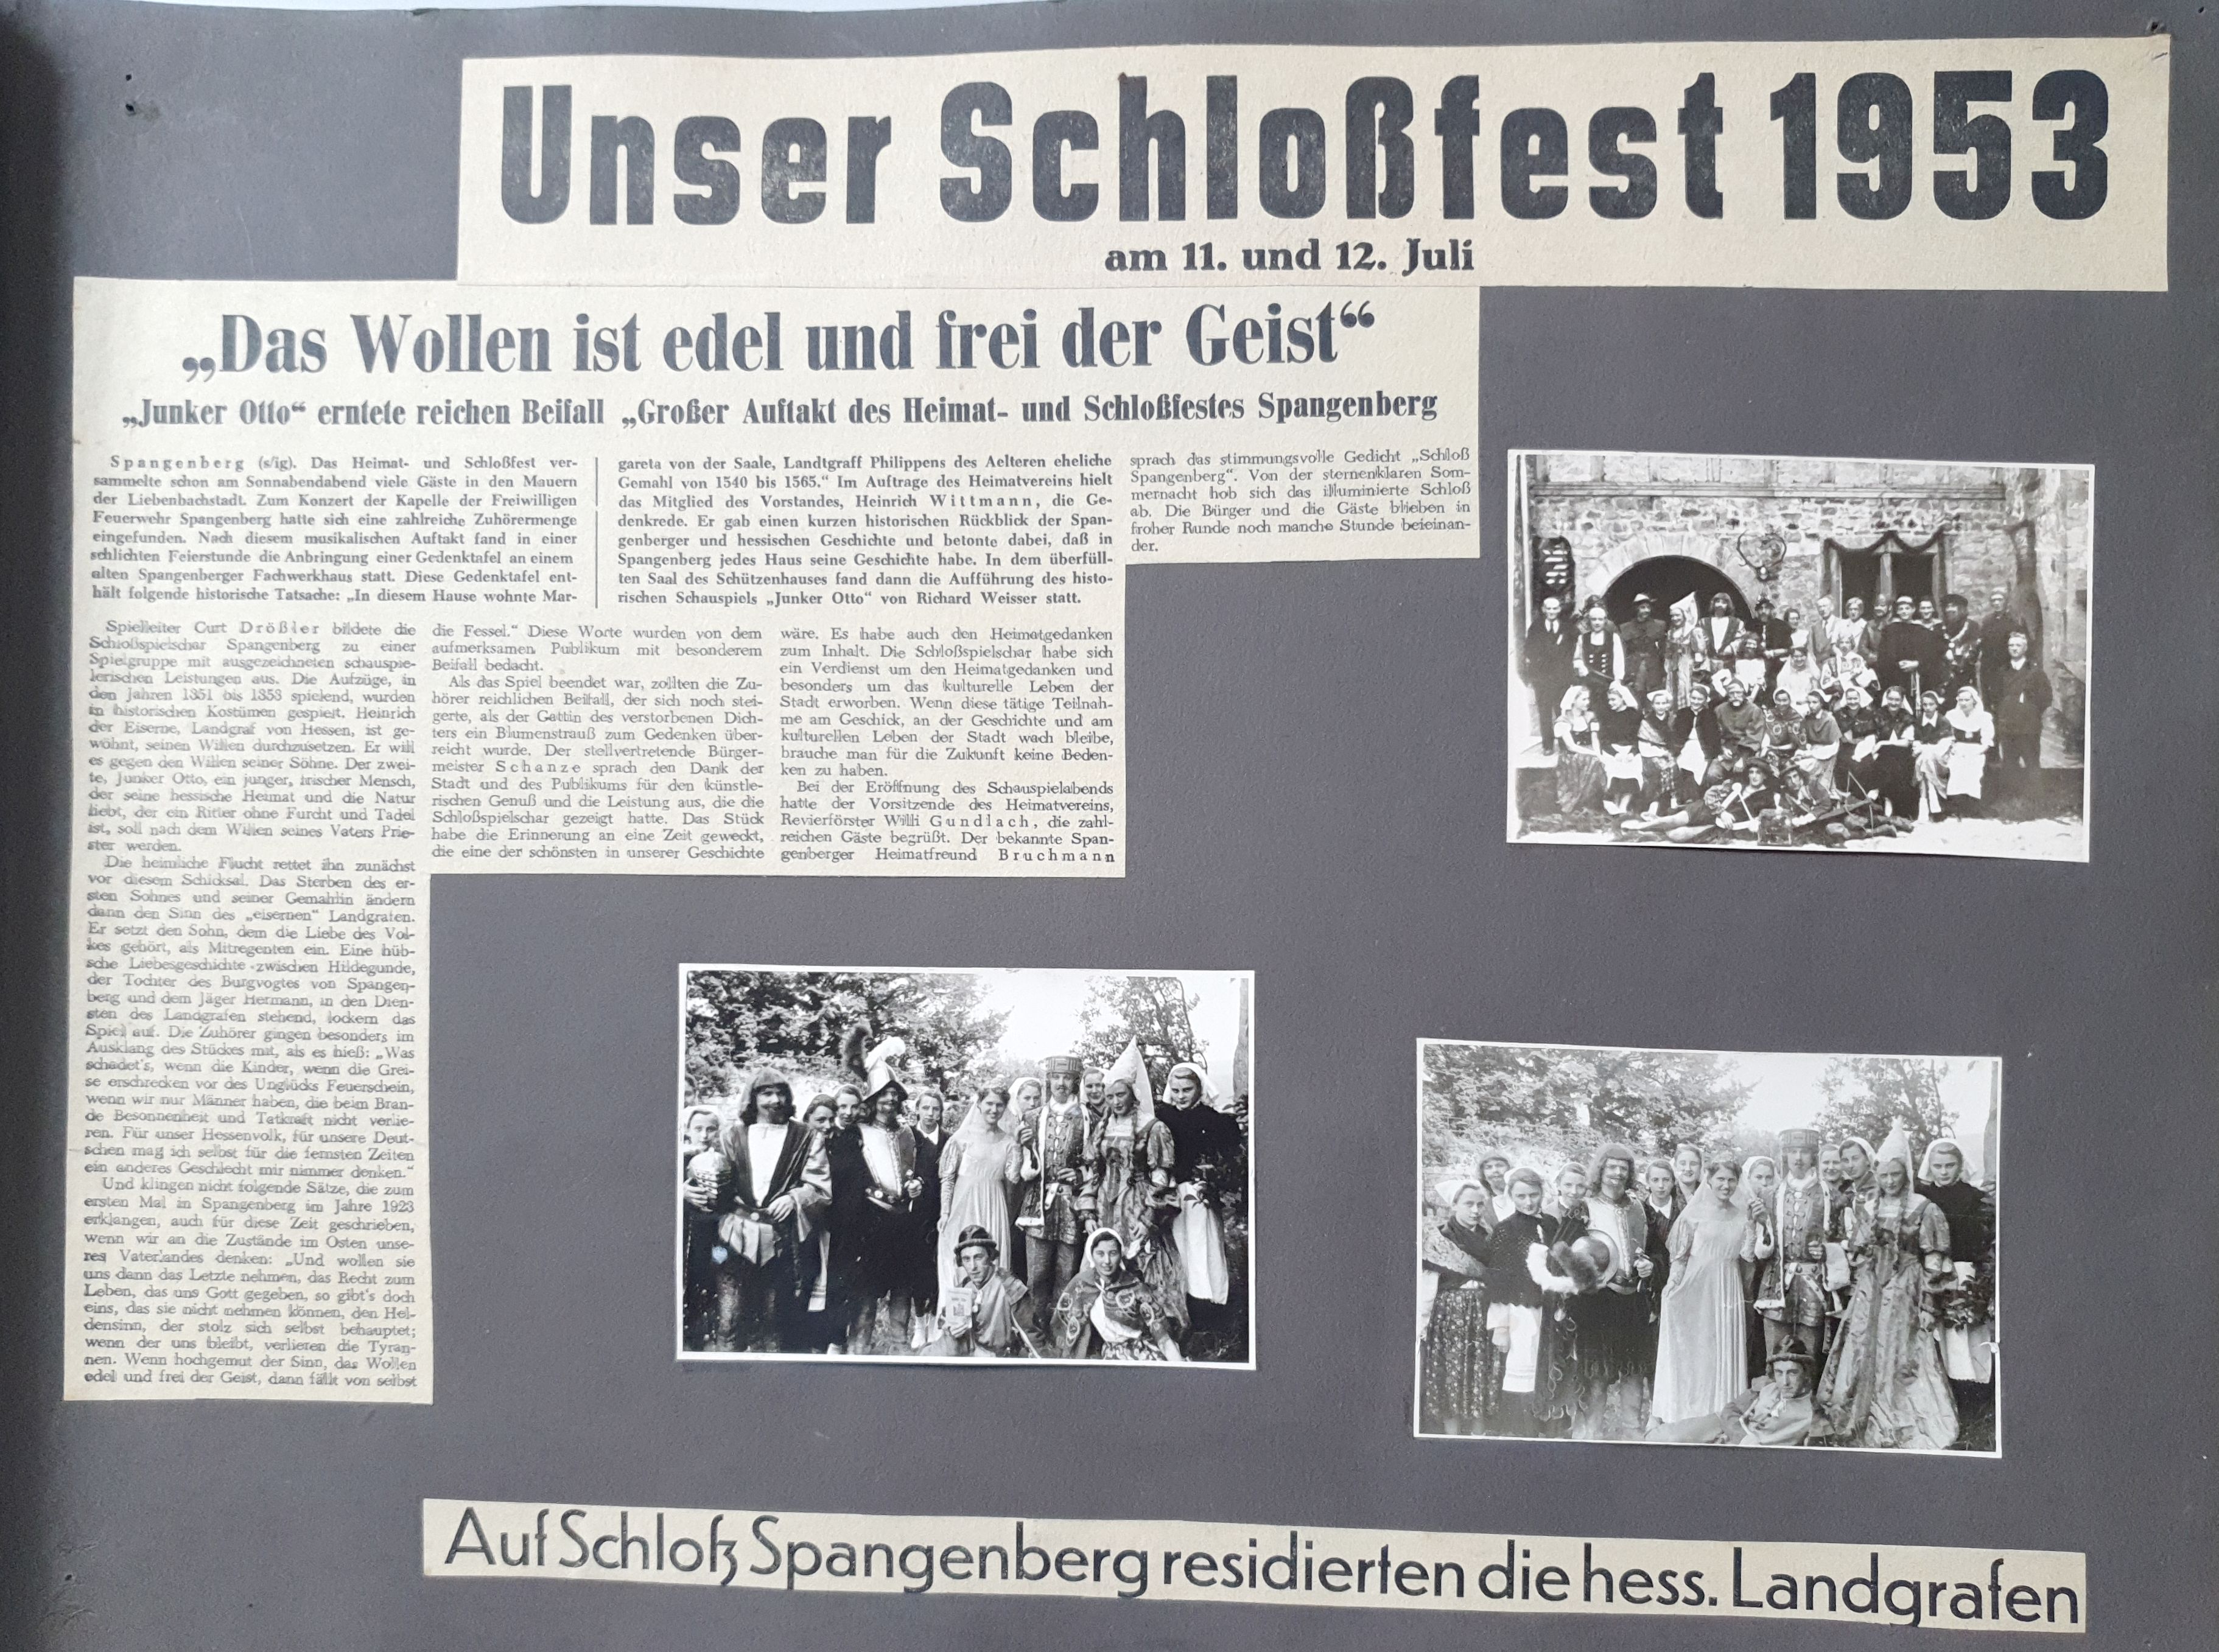 Unser Schloßfest 1953
am 11. und 12. Juli
„Das Wollen ist edel und frei der Geist“
„Junker Otto“ erntete reichen Beifall „Großer Auftakt des Heimat- und Schloßfestes Spangenberg
Spangenberg (s/ig). Das Heimat- und Schloßfest ver-
sammelte schon am Sonnabendabend viele Gäste in den Mauern
der Liebenbachstadt. Zum Konzert der Kapelle der Freiwilligen
Feuerwehr Spangenberg hatte sich eine zahlreiche Zuhörermenge
eingefunden. Nach diesem musikalischen Auftakt fand in einer
schlichten Feierstunde die Anbringung einer Gedenktafel an einem
alten Spangenberger Fachwerkhaus statt. Diese Gedenktafel ent-
hält folgende historische Tatsache: „In diesem Hause wohnte Mar-
gareta von der Saale, Landtgraff Philippens des Aelteren eheliche
Gemahl von 1540 bis 1565.“ Im Auftrage des Heimatvereins hielt
das Mitglied des Vorstandes, Heinrich Wittmann, die Ge-
denkrede. Er gab einen kurzen historischen Rückblick der Span-
genberger und hessischen Geschichte und betonte dabei, daß in
Spangenberg jedes Haus seine Geschichte habe. In dem überfüll-
ten Saal des Schützenhauses fand dann die Aufführung des histo-
rischen Schauspiels „Junker Otto“ von Richard Weisser statt.
Spielleiter Curt Drößler bildete die
Schloßspielschar Spangenberg zu einer
Spielgruppe mit ausgezeichneten schauspie-
lerischen Leistungen aus. Die Aufzüge, in
den Jahren 1351 bis 1353 spielend, wurden
in historischen Kostümen gespielt. Heinrich
der Eiserne, Landgraf von Hessen, ist ge-
wöhnt, seinen Willen durchzusetzen. Er will
es gegen den Willen seiner Söhne. Der zwei-
te, Junker Otto, ein junger, frischer Mensch,
der seine hessische Heimat und die Natur
liebt, der ein Ritter ohne Furcht und Tadel
ist, soll nach dem Willen seines Vaters Prie-
ster werden.
Die heimliche Flucht rettet ihn zunächst
vor diesem Schicksal. Das Sterben des er-
sten Sohnes und seiner Gemahlin ändern
dann den Sinn des „eisernen“ Landgrafen.
Er setzt den Sohn, dem die Liebe des Vol-
kes gehört, als Mitregenten ein. Eine hüb-
sche Liebesgeschichte zwischen Hildegunde,
der Tochter des Burgvogtes von Spangen-
berg und dem Jäger Hermann, in den Dien-
sten des Landgrafen stehend, lockern das
Spiel auf. Die Zuhörer gingen besonders im
Ausklang des Stückes mit, als es hieß: „Was
schadet's, wenn die Kinder, wenn die Grei-
se erschrecken vor des Unglücks Feuerschein,
wenn wir nur Männer haben, die beim Bran-
de Besonnenheit und Tatkraft nicht verlie-
ren. Für unser Hessenvolk, für unsere Deut-
schen mag ich selbst für die fernsten Zeiten
ein anderes Geschlecht mir nimmer denken.“
Und klingen nicht folgende Sätze, die zum
ersten Mal in Spangenberg im Jahre 1923
erklangen, auch für diese Zeit geschrieben,
wenn wir an die Zustände im Osten unse-
res Vaterlandes denken: „Und wollen sie
uns dann das Letzte nehmen, das Recht zum
Leben, das uns Gott gegeben, so gibt's doch
eins, das sie nicht nehmen können, den Hel-
densinn, der stolz sich selbst behauptet;
wenn der uns bleibt, verlieren die Tyran-
nen. Wenn hochgemut der Sinn, das Wollen
edel und frei der Geist, dann fällt von selbst
die Fessel.“ Diese Worte wurden von dem
aufmerksamen Publikum mit besonderem
Beifall bedacht.
Als das Spiel beendet war, zollten die Zu-
hörer reichlichen Beifall, der sich noch stei-
gerte, als der Gattin des verstorbenen Dich-
ters ein Blumenstrauß zum Gedenken über-
reicht wurde. Der stellvertretende Bürger-
meister Schanze sprach den Dank der
Stadt und des Publikums für den künstle-
rischen Genuß und die Leistung aus, die die
Schloßspielschar gezeigt hatte. Das Stück
habe die Erinnerung an eine Zeit geweckt,
die eine der schönsten in unserer Geschichte
wäre. Es habe auch den Heimatgedanken
zum Inhalt. Die Schloßspielschar habe sich
ein Verdienst um den Heimatgedanken und
besonders um das kulturelle Leben der
Stadt erworben. Wenn diese tätige Teilnah-
me am Geschick, an der Geschichte und am
kulturellen Leben der Stadt wach bleibe,
brauche man für die Zukunft keine Beden-
ken zu haben.
Bei der Eröffnung des Schauspielabends
hatte der Vorsitzende des Heimatvereins,
Revierförster Willi Gundlach, die zahl-
reichen Gäste begrüßt. Der bekannte Span-
genberger Heimatfreund Bruchmann
sprach das stimmungsvolle Gedicht „Schloß
Spangenberg“. Von der sternenklaren Som-
mernacht hob sich das illuminierte Schloß
ab. Die Bürger und die Gäste blieben in
froher Runde noch manche Stunde beieinan-
der.
Auf Schloß Spangenberg residierten die hess. Landgrafen